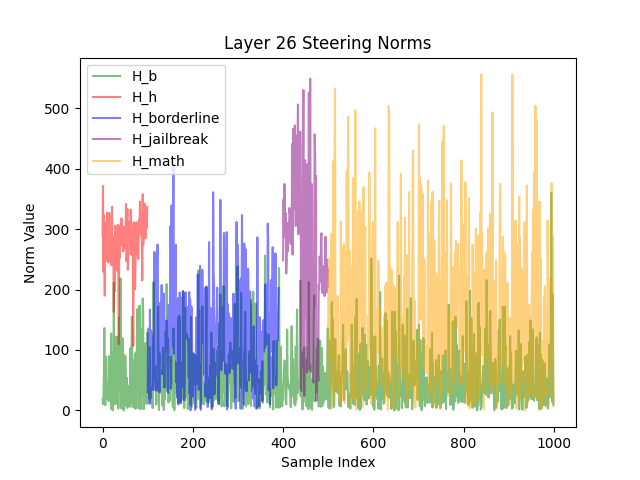 Layer 26 Steering Norms
H_b
H_h
H_borderline
H_jailbreak
H_math
Norm Value
500
400
300
200
100
0
0 200 400 600 800 1000
Sample Index